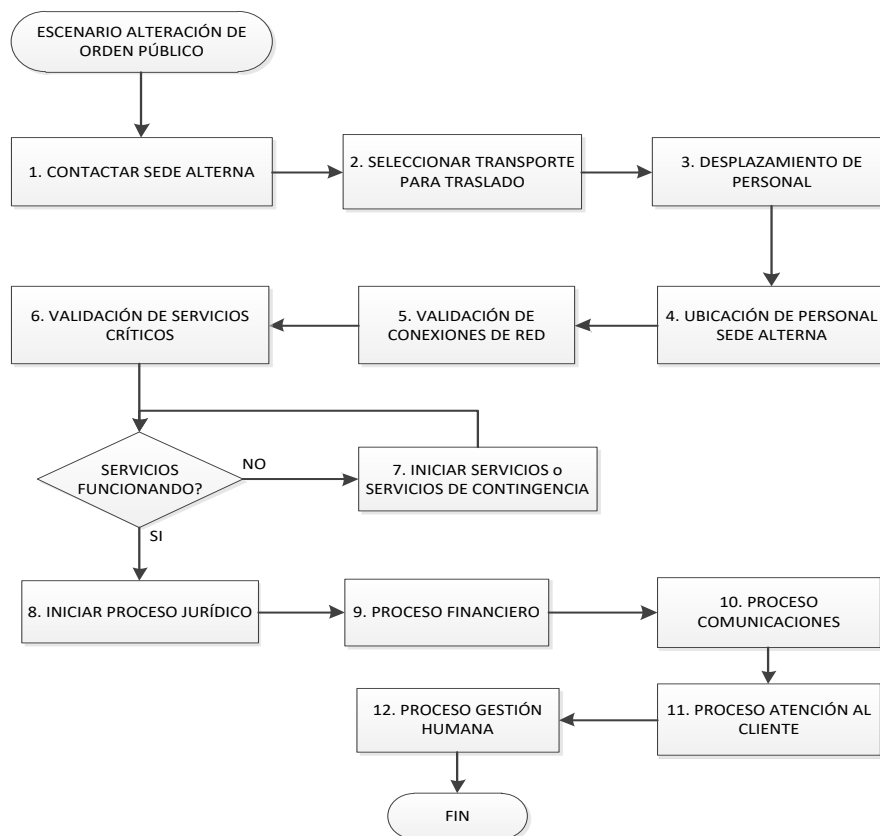 ESCENARIO ALTERACIÓN DE
ORDEN PÚBLICO
1. CONTACTAR SEDE ALTERNA
2. SELECCIONAR TRANSPORTE
PARA TRASLADO
3. DESPLAZAMIENTO DE
PERSONAL
4. UBICACIÓN DE PERSONAL
SEDE ALTERNA
5. VALIDACIÓN DE
CONEXIONES DE RED
6. VALIDACIÓN DE SERVICIOS
CRÍTICOS
SERVICIOS
FUNCIONANDO?
NO
7. INICIAR SERVICIOS o
SERVICIOS DE CONTINGENCIA
SI
8. INICIAR PROCESO JURÍDICO
9. PROCESO FINANCIERO
10. PROCESO
COMUNICACIONES
11. PROCESO ATENCIÓN AL
CLIENTE
12. PROCESO GESTIÓN
HUMANA
FIN